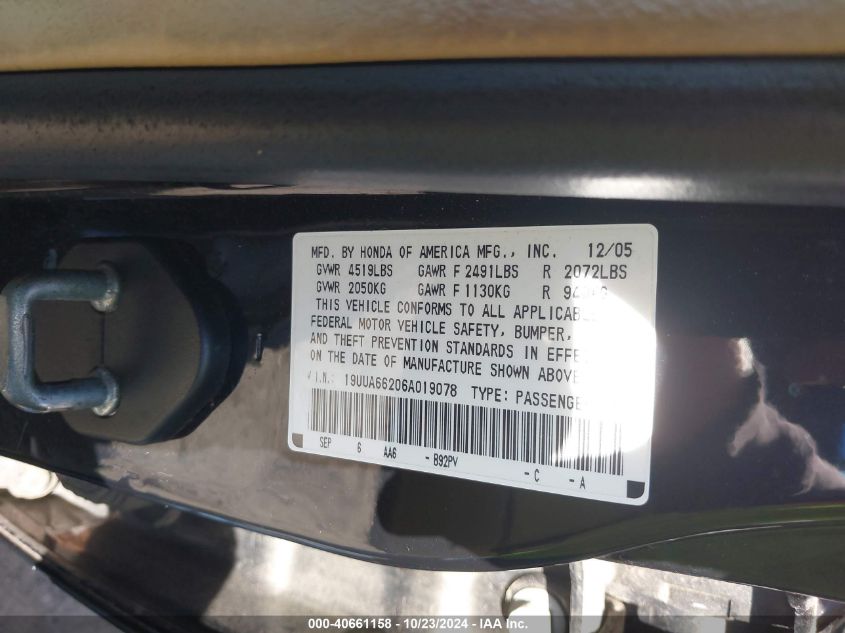 MFD. BY HONDA OF AMERICA MFG., INC. 12/05
GVWR 4519LBS GAWR F 2491LBS R 2072LBS
GVWR 2050KG GAWR F 1130KG R
THIS VEHICLE CONFORMS TO ALL APPLICABLE
FEDERAL MOTOR VEHICLE SAFETY, BUMPER,
AND THEFT PREVENTION STANDARDS IN EFFECT
ON THE DATE OF MANUFACTURE SHOWN ABOVE
V.I.N.: 19UUA66206A019078 TYPE: PASSENGE
SEP 6 AA6 - B92PV - C - A
000-40661158 - 10/23/2024 - IAA, Inc.